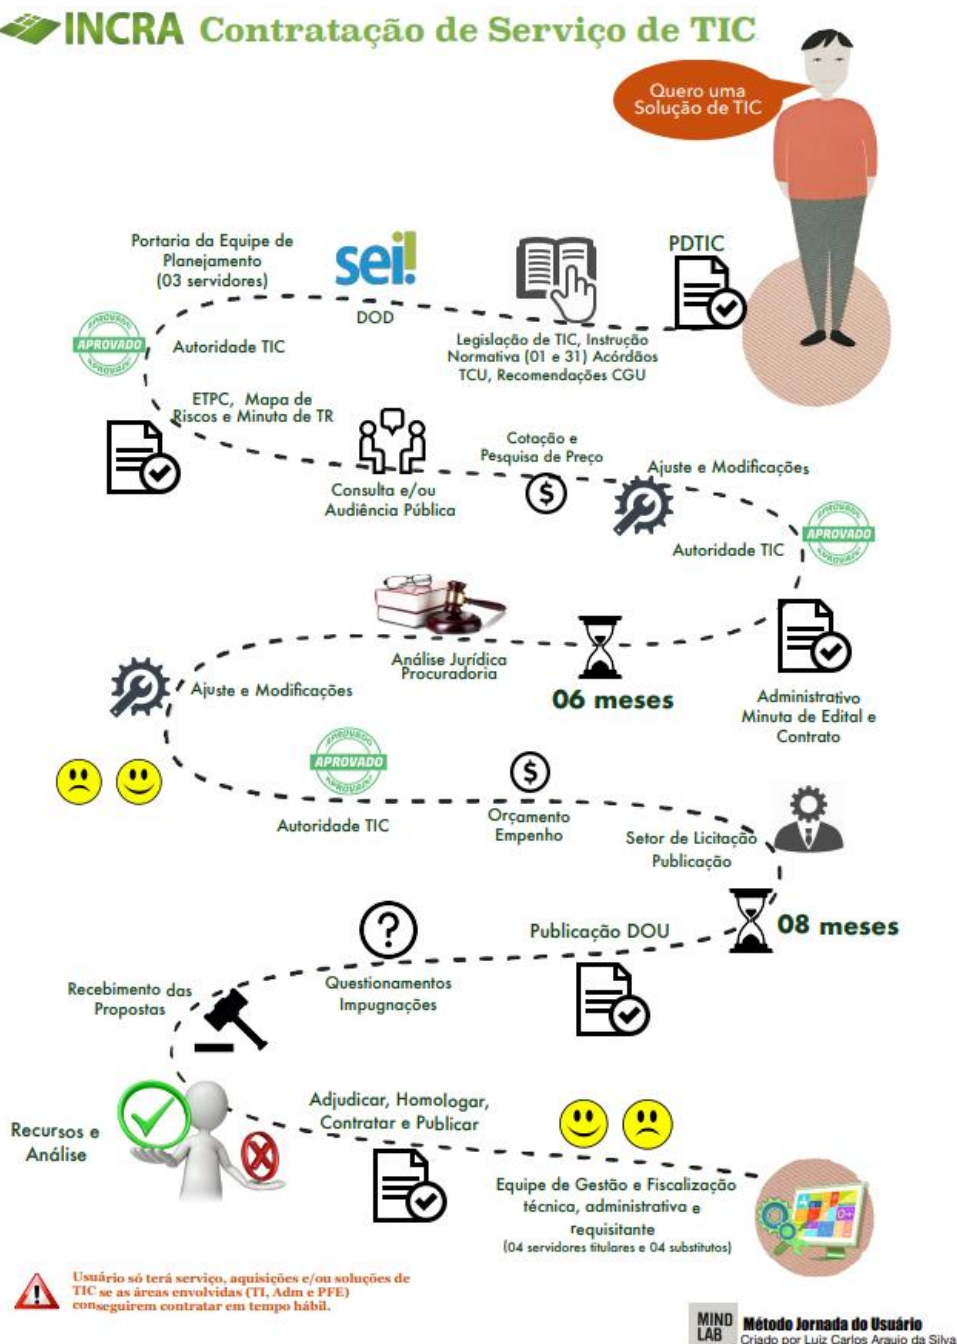 INCRA Contratação de Serviço de TIC
Quero uma
Solução de TIC
PDTIC
Legislação de TIC, Instrução
Normativa (01 e 31) Acórdãos
TCU, Recomendações CGU
sei!
DOD
Portaria da Equipe de
Planejamento
(03 servidores)
APROVADO
APROVADO
APROVADO
Autoridade TIC
ETPC, Mapa de
Riscos e Minuta de TR
Consulta e/ou
Audiência Pública
Cotação e
Pesquisa de Preço
$
Ajuste e Modificações
Autoridade TIC
APROVADO
APROVADO
APROVADO
Administrativo
Minuta de Edital e
Contrato
06 meses
Análise Jurídica
Procuradoria
Ajuste e Modificações
APROVADO
APROVADO
APROVADO
Autoridade TIC
$
Orçamento
Empenho
Setor de Licitação
Publicação
08 meses
Publicação DOU
?
Questionamentos
Impugnações
Recebimento das
Propostas
Recursos e
Análise
Adjudicar, Homologar,
Contratar e Publicar
Equipe de Gestão e Fiscalização
técnica, administrativa e
requisitante
(04 servidores titulares e 04 substitutos)
Usuário só terá serviço, aquisições e/ou soluções de
TIC se as áreas envolvidas (TI, Adm e PFE)
conseguirem contratar em tempo hábil.
MIND
LAB
Método Jornada do Usuário
Criado por Luiz Carlos Araujo da Silva